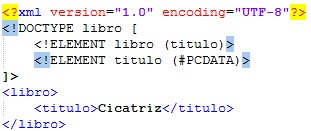 <?xml version="1.0" encoding="UTF-8"?>
<!DOCTYPE libro [
<!ELEMENT libro (titulo)>
<!ELEMENT titulo (#PCDATA)>
]>
<libro>
<titulo>Cicatriz</titulo>
</libro>